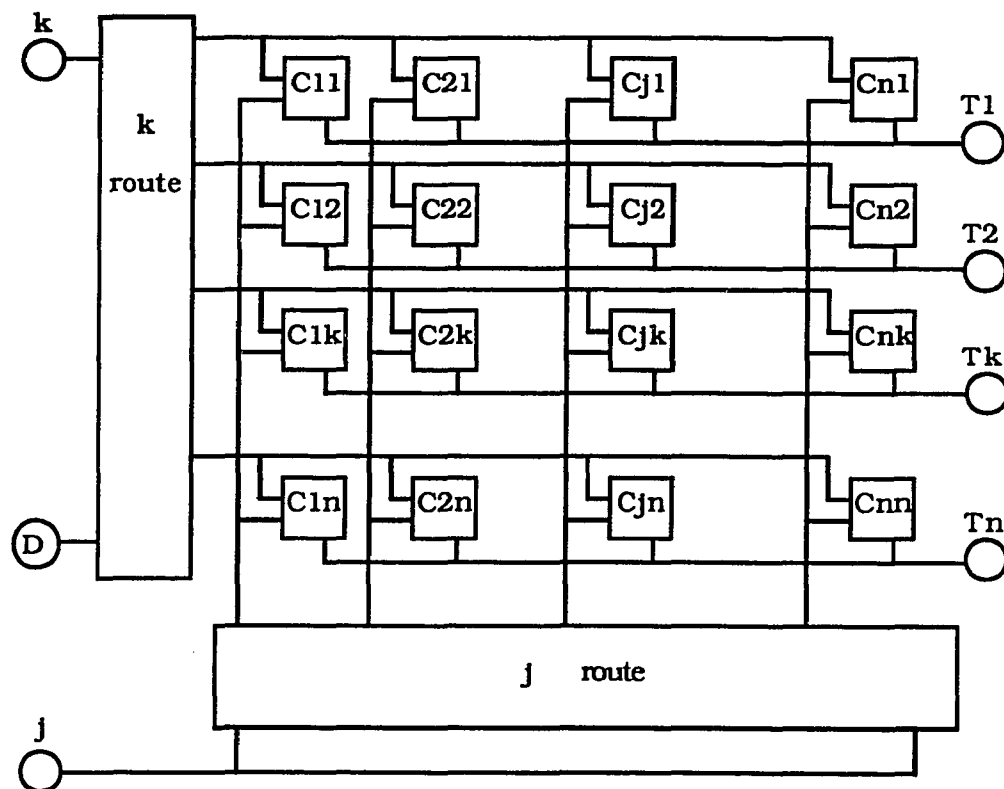 k
k
route
C11 C21 Cj1 Cn1
T1
C12 C22 Cj2 Cn2
T2
C1k C2k Cjk Cnk
Tk
C1n C2n Cjn Cnn
Tn
D
j route
j